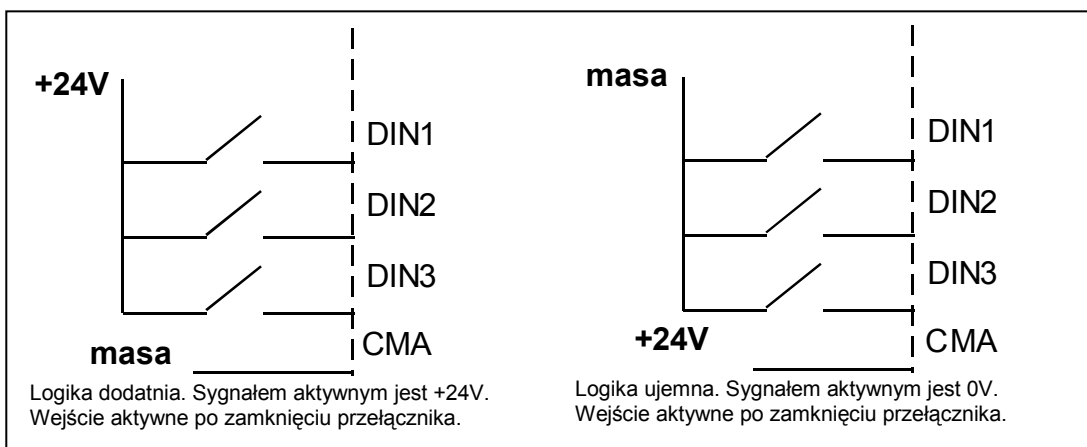 +24V
DIN1
DIN2
DIN3
masa
CMA
Logika dodatnia. Sygnałem aktywnym jest +24V.
Wejście aktywne po zamknięciu przełącznika.
masa
DIN1
DIN2
DIN3
+24V
CMA
Logika ujemna. Sygnałem aktywnym jest 0V.
Wejście aktywne po zamknięciu przełącznika.